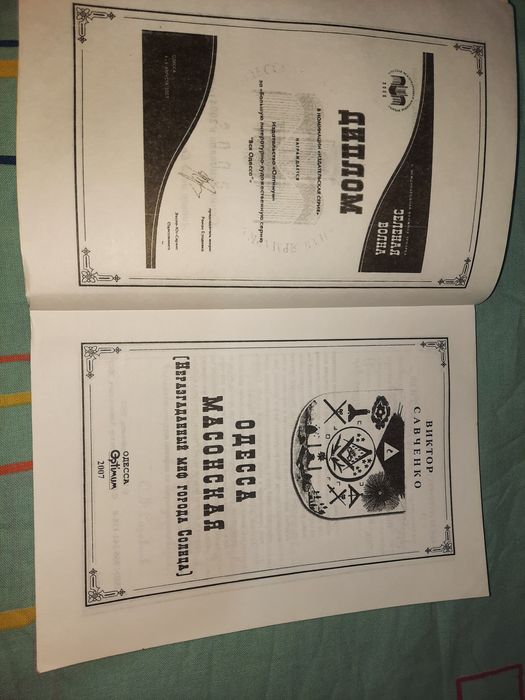 ЗЕЛЕНАЯ
ВОЛНА
ДИПЛОМ
В НОМИНАЦИИ «ИЗДАТЕЛЬСКАЯ СЕРИЯ»
НАГРАЖДАЕТСЯ
Издательство «Оптимум»
за «Большую литературно-художественную серию
"Вся Одесса"
ВИКТОР
САВЧЕНКО
ОДЕССА
МАСОНСКАЯ
(Неразгаданный миф города Солнца)
ОДЕССА
Optimum
2007